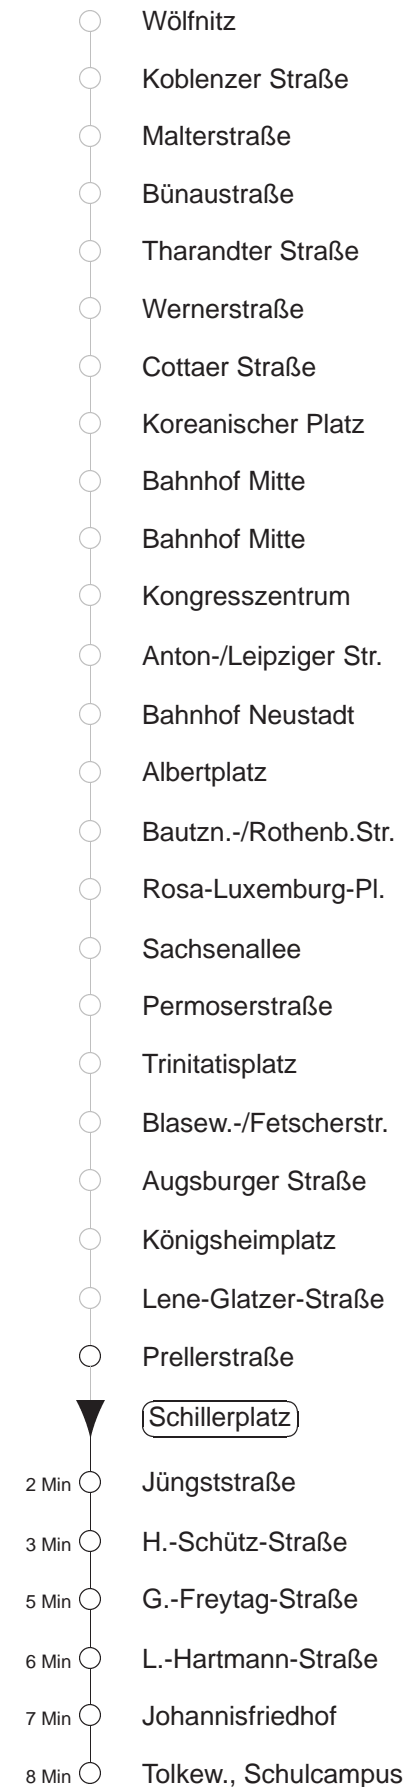 Wölfnitz
Koblenzer Straße
Malterstraße
Bünaustraße
Tharandter Straße
Wernerstraße
Cottaer Straße
Koreanischer Platz
Bahnhof Mitte
Bahnhof Mitte
Kongresszentrum
Anton-/Leipziger Str.
Bahnhof Neustadt
Albertplatz
Bautzn.-/Rothenb.Str.
Rosa-Luxemburg-Pl.
Sachsenallee
Permoserstraße
Trinitatisplatz
Blasew.-/Fetscherstr.
Augsburger Straße
Königsheimplatz
Lene-Glatzer-Straße
Prellerstraße
Schillerplatz
2 Min Jüngststraße
3 Min H.-Schütz-Straße
5 Min G.-Freytag-Straße
6 Min L.-Hartmann-Straße
7 Min Johannisfriedhof
8 Min Tolkew., Schulcampus